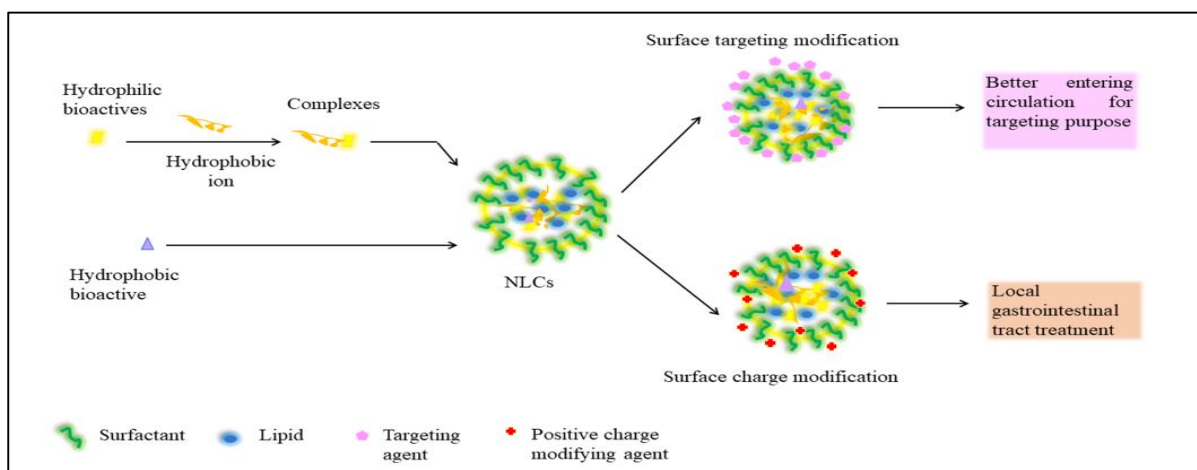 Surface targeting modification
Hydrophilic
bioactives
Complexes
Better entering
circulation for
targeting purpose
Hydrophobic
ion
NLCs
Hydrophobic
bioactive
Local
gastrointestinal
tract treatment
Surface charge modification
Surfactant
Lipid
Targeting
agent
Positive charge
modifying agent